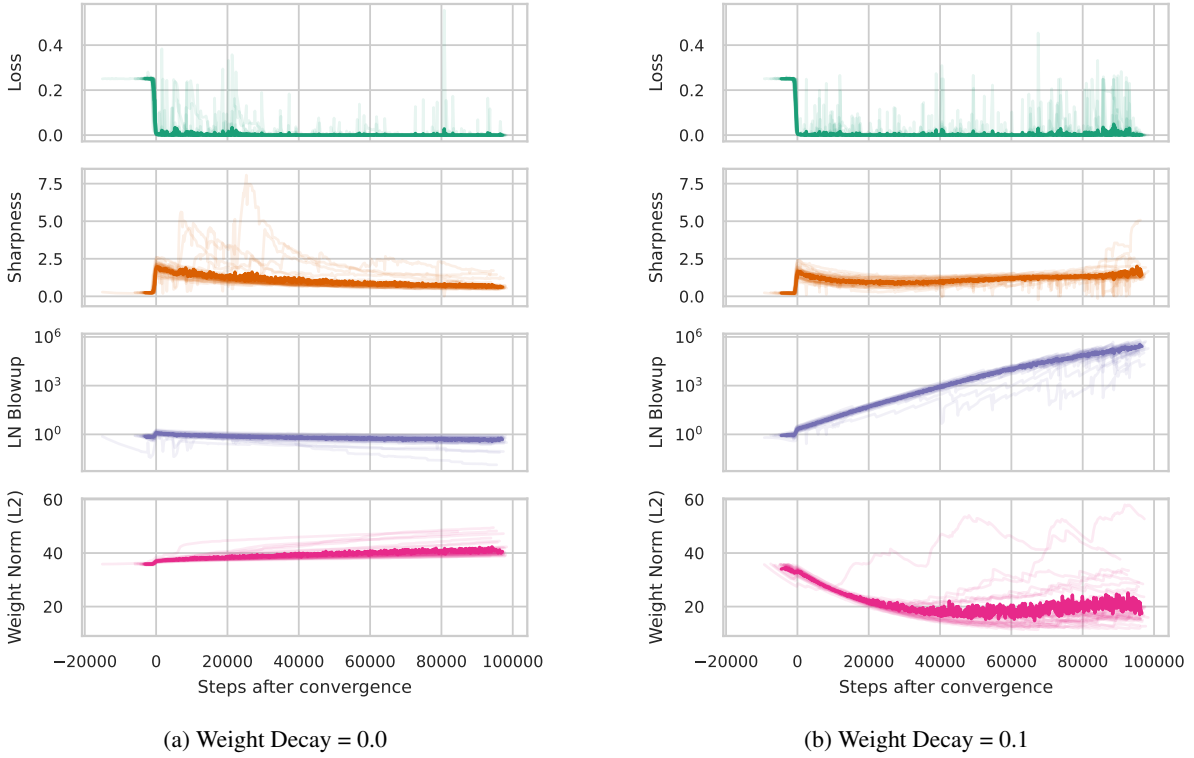 Loss
0.4
0.2
0.0
Sharpness
7.5
5.0
2.5
0.0
LN Blowup
10^6
10^3
10^0
Weight Norm (L2)
60
40
20
−20000 0 20000 40000 60000 80000 100000
Steps after convergence
(a) Weight Decay = 0.0
Loss
0.4
0.2
0.0
Sharpness
7.5
5.0
2.5
0.0
LN Blowup
10^6
10^3
10^0
Weight Norm (L2)
60
40
20
−20000 0 20000 40000 60000 80000 100000
Steps after convergence
(b) Weight Decay = 0.1